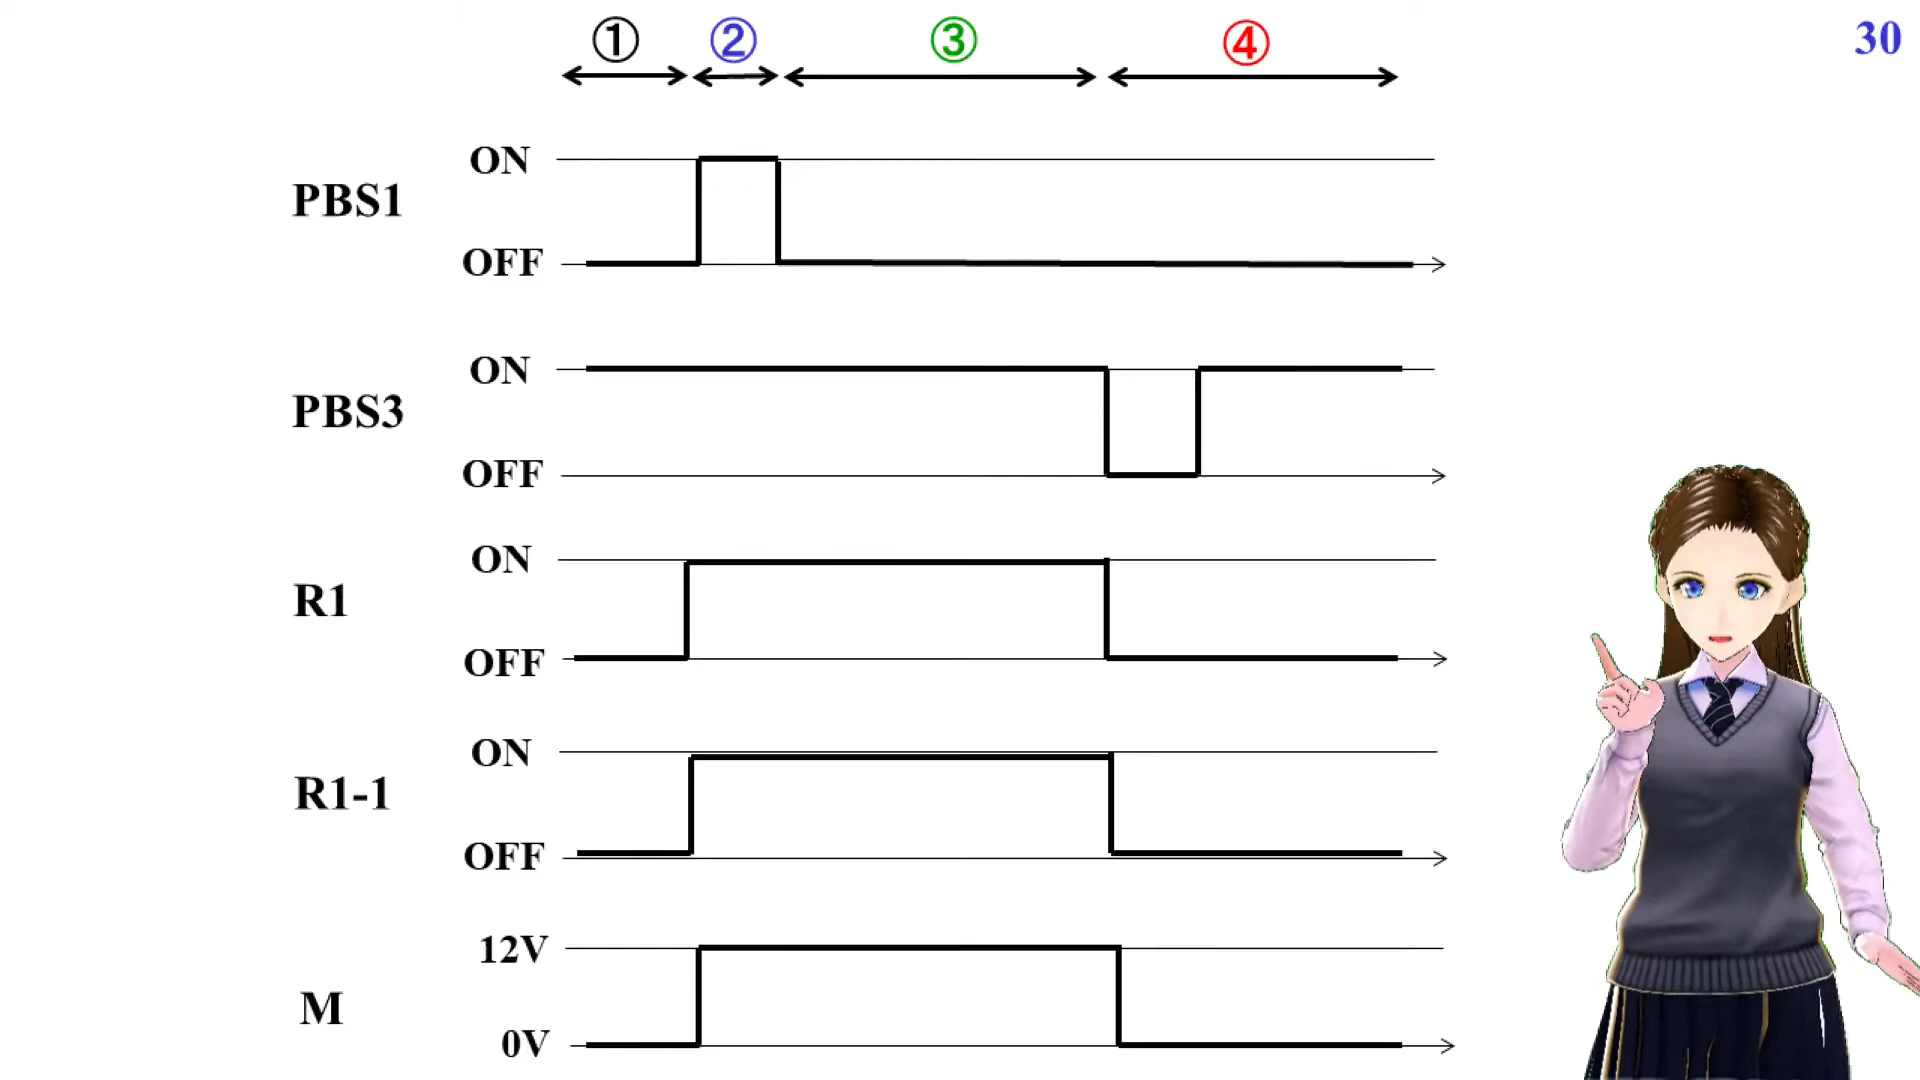 ① ② ③ ④
30
ON
PBS1
OFF
ON
PBS3
OFF
ON
R1
OFF
ON
R1-1
OFF
12V
M
0V